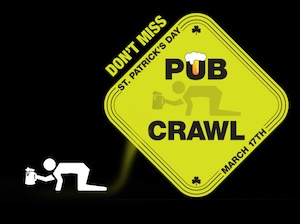 DON'T MISS
ST. PATRICK'S DAY
PUB
CRAWL
MARCH 17TH